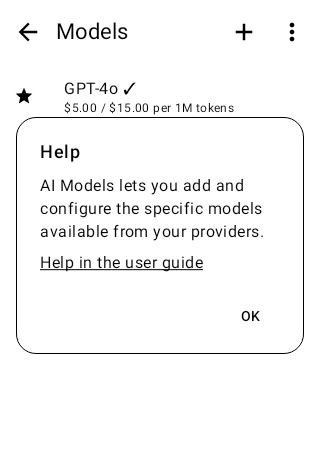 Models
GPT-4o ✓
$5.00 / $15.00 per 1M tokens
Help
AI Models lets you add and
configure the specific models
available from your providers.
Help in the user guide
OK